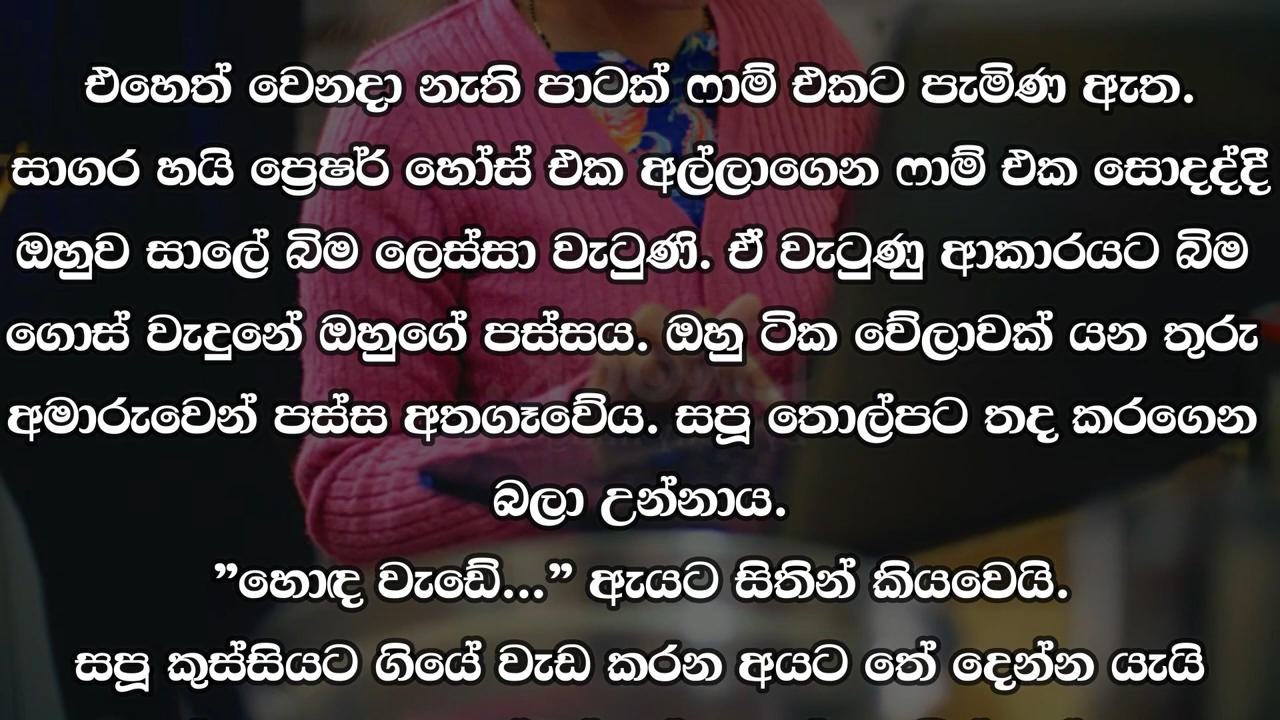 එහෙත් වෙනදා නැති පාටක් ෆාම් එකට පැමිණ ඇත.
සාගර හයි ප්‍රෙෂර් හෝස් එක අල්ලාගෙන ෆාම් එක සොදද්දී
ඔහුව සාලේ බිම ලෙස්සා වැටුණි. ඒ වැටුණු ආකාරයට බිම
ගොස් වැදුනේ ඔහුගේ පස්සය. ඔහු ටික වේලාවක් යන තුරු
අමාරුවෙන් පස්ස අතගෑවේය. සපූ තොල්පට තද කරගෙන
බලා උන්නාය.
”හොඳ වැඩේ...” ඇයට සිතින් කියවෙයි.
සපූ කුස්සියට ගියේ වැඩ කරන අයට තේ දෙන්න යැයි